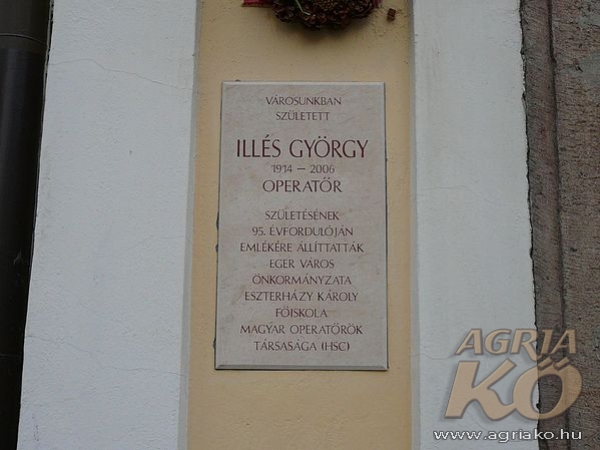 VÁROSUNKBAN
SZÜLETETT
ILLÉS GYÖRGY
1914 – 2006
OPERATŐR
SZÜLETÉSÉNEK
95. ÉVFORDULÓJÁN
EMLÉKÉRE ÁLLÍTTATTÁK
EGER VÁROS
ÖNKORMÁNYZATA
ESZTERHÁZY KÁROLY
FŐISKOLA
MAGYAR OPERATŐRÖK
TÁRSASÁGA (HSC)
AGRIA
KŐ
www.agriako.hu